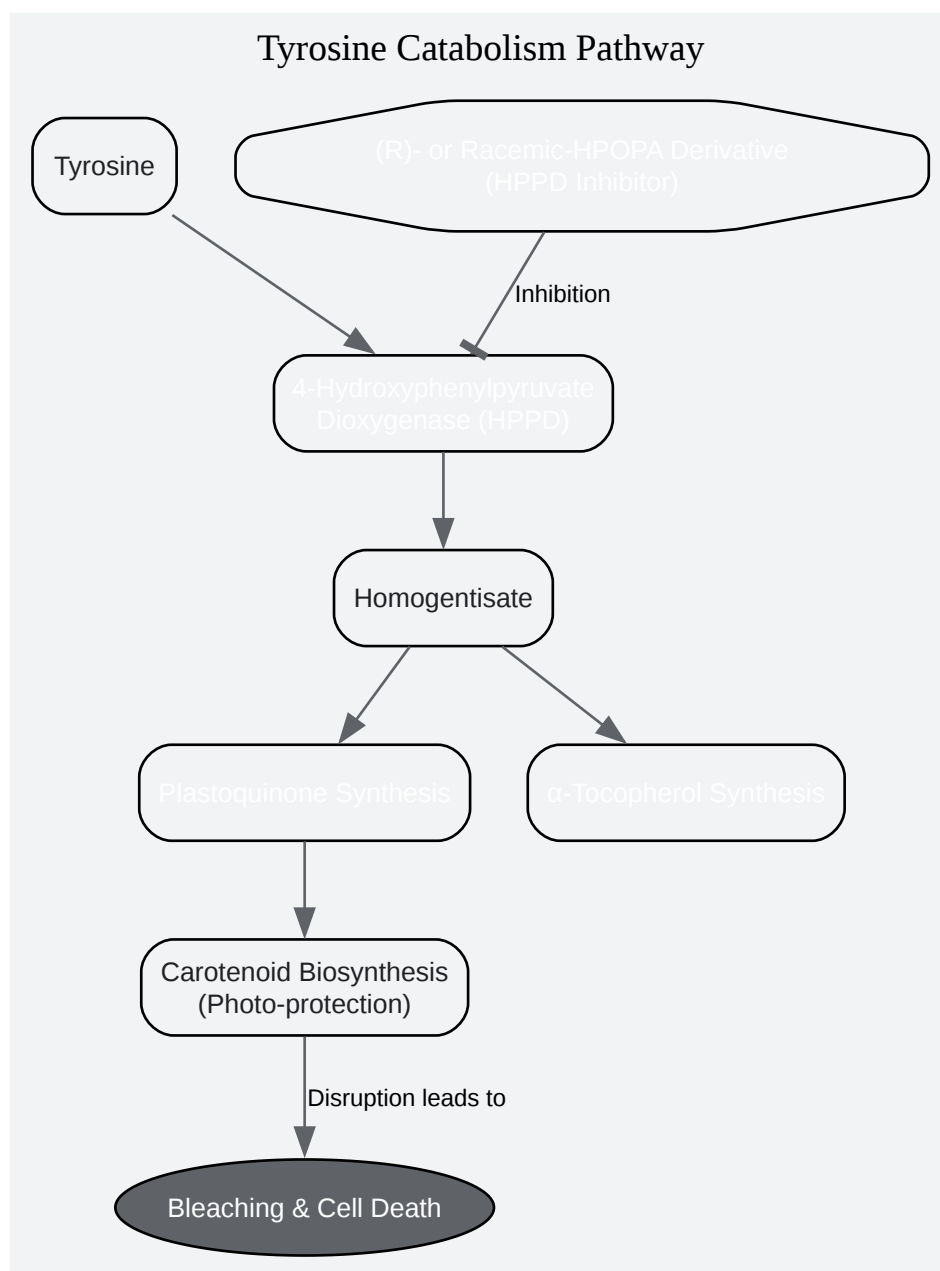 Tyrosine Catabolism Pathway
Tyrosine
(R)- or Racemic-HPOPA Derivative
(HPPD Inhibitor)
Inhibition
4-Hydroxyphenylpyruvate
Dioxygenase (HPPD)
Homogentisate
Plastoquinone Synthesis
α-Tocopherol Synthesis
Carotenoid Biosynthesis
(Photo-protection)
Disruption leads to
Bleaching & Cell Death